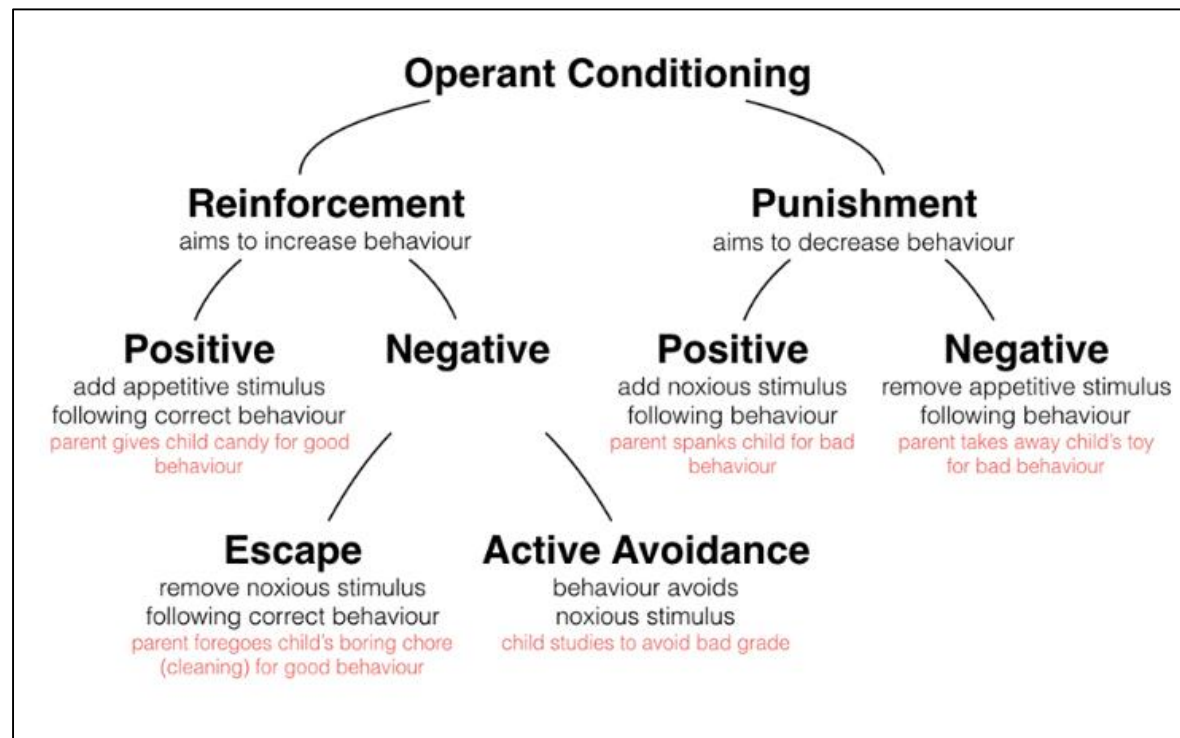 Operant Conditioning
Reinforcement
aims to increase behaviour
Punishment
aims to decrease behaviour
Positive
add appetitive stimulus
following correct behaviour
parent gives child candy for good
behaviour
Negative
Positive
add noxious stimulus
following behaviour
parent spanks child for bad
behaviour
Negative
remove appetitive stimulus
following behaviour
parent takes away child's toy
for bad behaviour
Escape
remove noxious stimulus
following correct behaviour
parent foregoes child's boring chore
(cleaning) for good behaviour
Active Avoidance
behaviour avoids
noxious stimulus
child studies to avoid bad grade